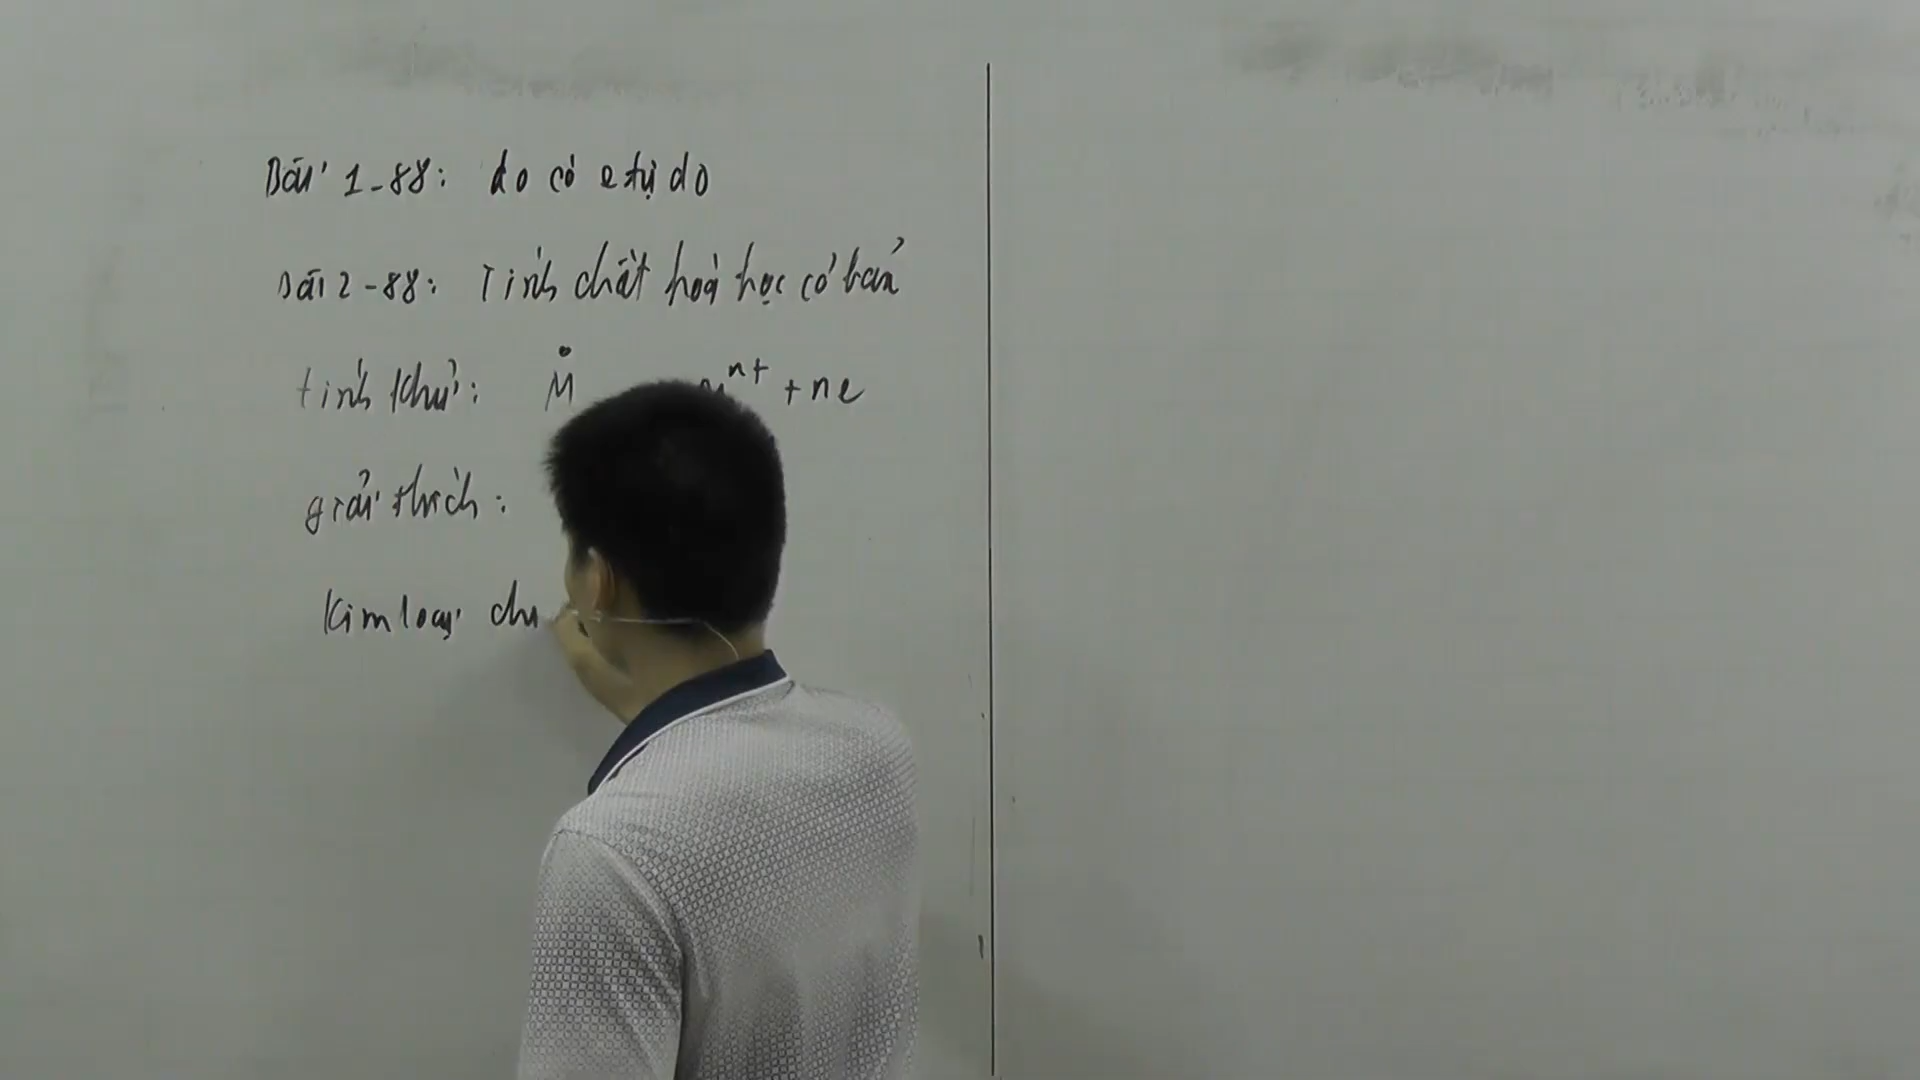 Bài 1-88: do có e tự do
Bài 2-88: Tính chất hoá học cơ bản
tính khử: M n+ + ne
giải thích:
Kim loại